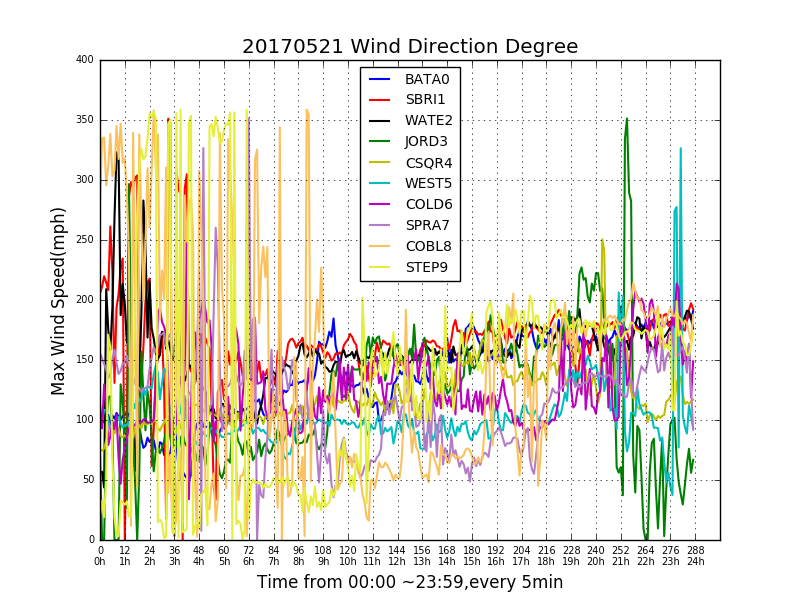 20170521 Wind Direction Degree
Max Wind Speed(mph)
400
350
300
250
200
150
100
50
0
BATA0
SBRI1
WATE2
JORD3
CSQR4
WEST5
COLD6
SPRA7
COBL8
STEP9
0 12 24 36 48 60 72 84 96 108 120 132 144 156 168 180 192 204 216 228 240 252 264 276 288
0h 1h 2h 3h 4h 5h 6h 7h 8h 9h 10h 11h 12h 13h 14h 15h 16h 17h 18h 19h 20h 21h 22h 23h 24h
Time from 00:00 ~23:59,every 5min